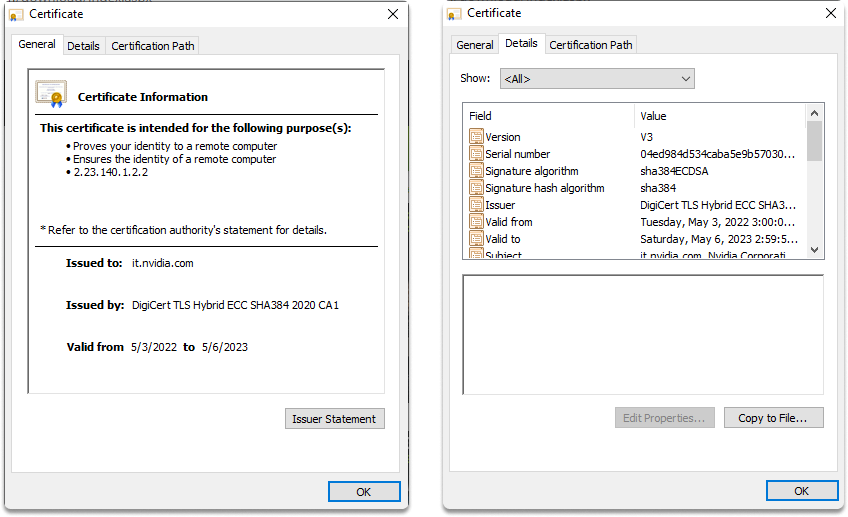 Certificate
General
Details
Certification Path
Certificate Information
This certificate is intended for the following purpose(s):
• Proves your identity to a remote computer
• Ensures the identity of a remote computer
• 2.23.140.1.2.2
* Refer to the certification authority's statement for details.
Issued to: it.nvidia.com
Issued by: DigiCert TLS Hybrid ECC SHA384 2020 CA1
Valid from 5/3/2022 to 5/6/2023
Issuer Statement
OK
Certificate
General
Details
Certification Path
Show: <All>
Field Value
Version V3
Serial number 04ed984d534caba5e9b57030...
Signature algorithm sha384ECDSA
Signature hash algorithm sha384
Issuer DigiCert TLS Hybrid ECC SHA3...
Valid from Tuesday, May 3, 2022 3:00:0...
Valid to Saturday, May 6, 2023 2:59:5...
Subject it.nvidia.com, Nvidia Corporati
Edit Properties...
Copy to File...
OK